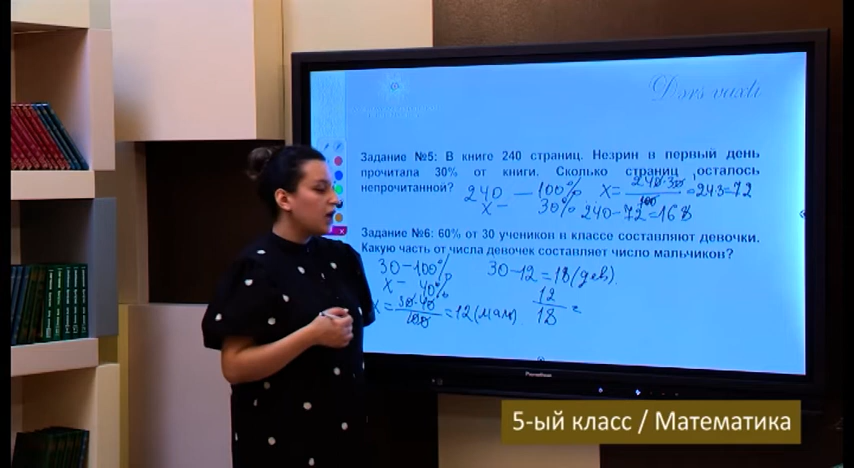 Dərs vaxtı
Задание №5: В книге 240 страниц. Незрин в первый день
прочитала 30% от книги. Сколько страниц осталось
непрочитанной?
240 — 100%
x — 30%
x = 240·30/100 = 24·3=72
240-72=168
Задание №6: 60% от 30 учеников в классе составляют девочки.
Какую часть от числа девочек составляет число мальчиков?
30 — 100%
x — 40%
x = 30·40/100 = 12 (мал)
30-12=18 (дев).
12/18 =
Promethean
5-ый класс / Математика